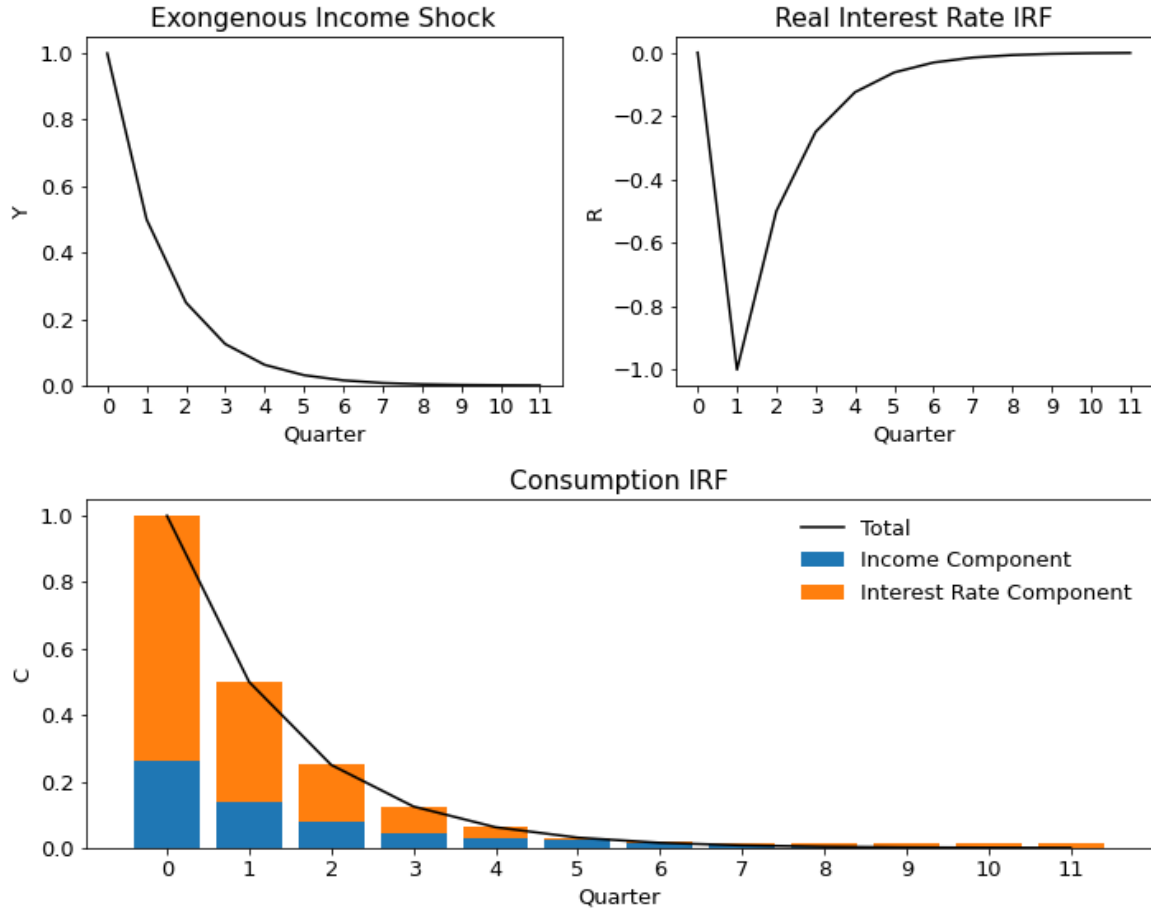 Exongenous Income Shock
1.0
0.8
0.6
0.4
0.2
0.0
Y
0 1 2 3 4 5 6 7 8 9 10 11
Quarter
Real Interest Rate IRF
0.0
−0.2
−0.4
−0.6
−0.8
−1.0
R
0 1 2 3 4 5 6 7 8 9 10 11
Quarter
Consumption IRF
1.0
0.8
0.6
0.4
0.2
0.0
C
Total
Income Component
Interest Rate Component
0 1 2 3 4 5 6 7 8 9 10 11
Quarter